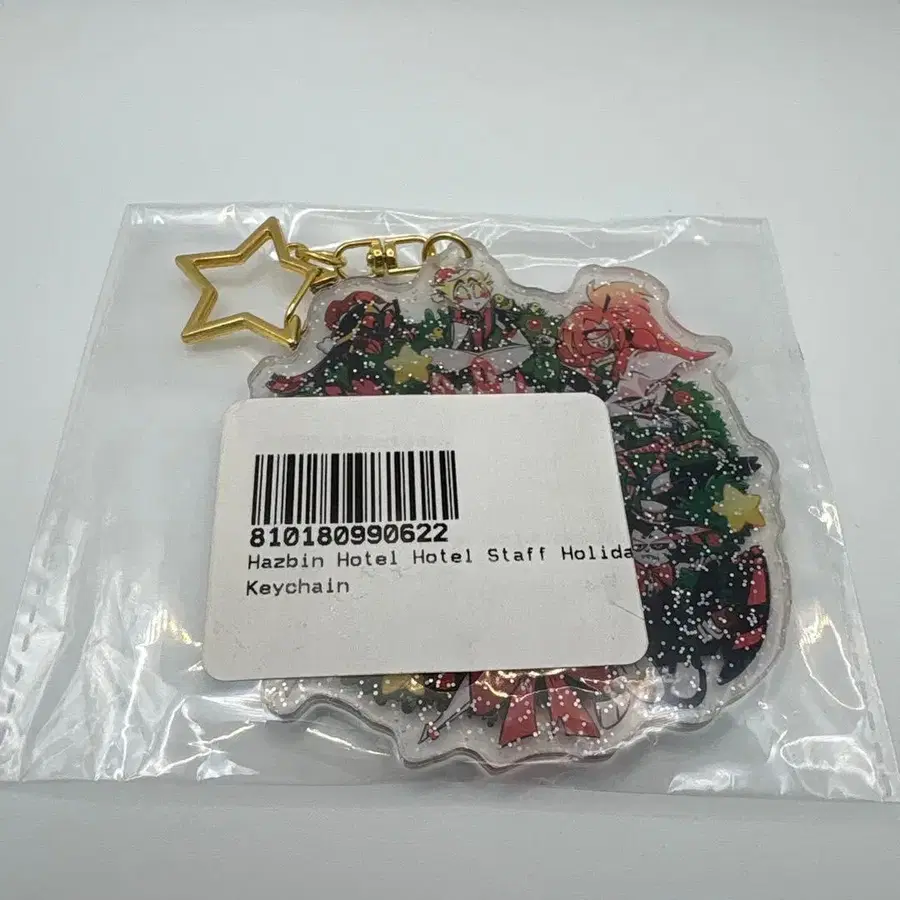 810180990622
Hazbin Hotel Hotel Staff Holida
Keychain